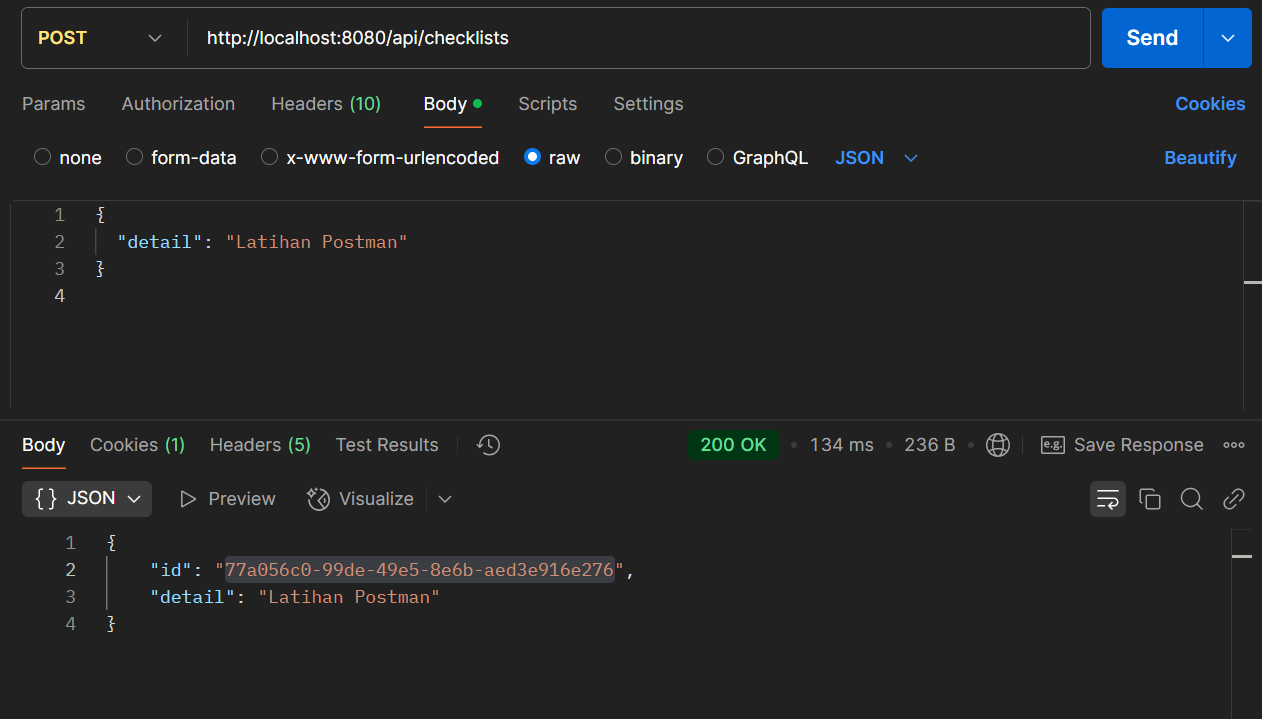 POST http://localhost:8080/api/checklists Send
Params Authorization Headers (10) Body Scripts Settings Cookies
none form-data x-www-form-urlencoded raw binary GraphQL JSON Beautify
1 {
2 "detail": "Latihan Postman"
3 }
4
Body Cookies (1) Headers (5) Test Results 200 OK • 134 ms • 236 B • e.g. Save Response
{} JSON Preview Visualize
1 {
2 "id": "77a056c0-99de-49e5-8e6b-aed3e916e276",
3 "detail": "Latihan Postman"
4 }